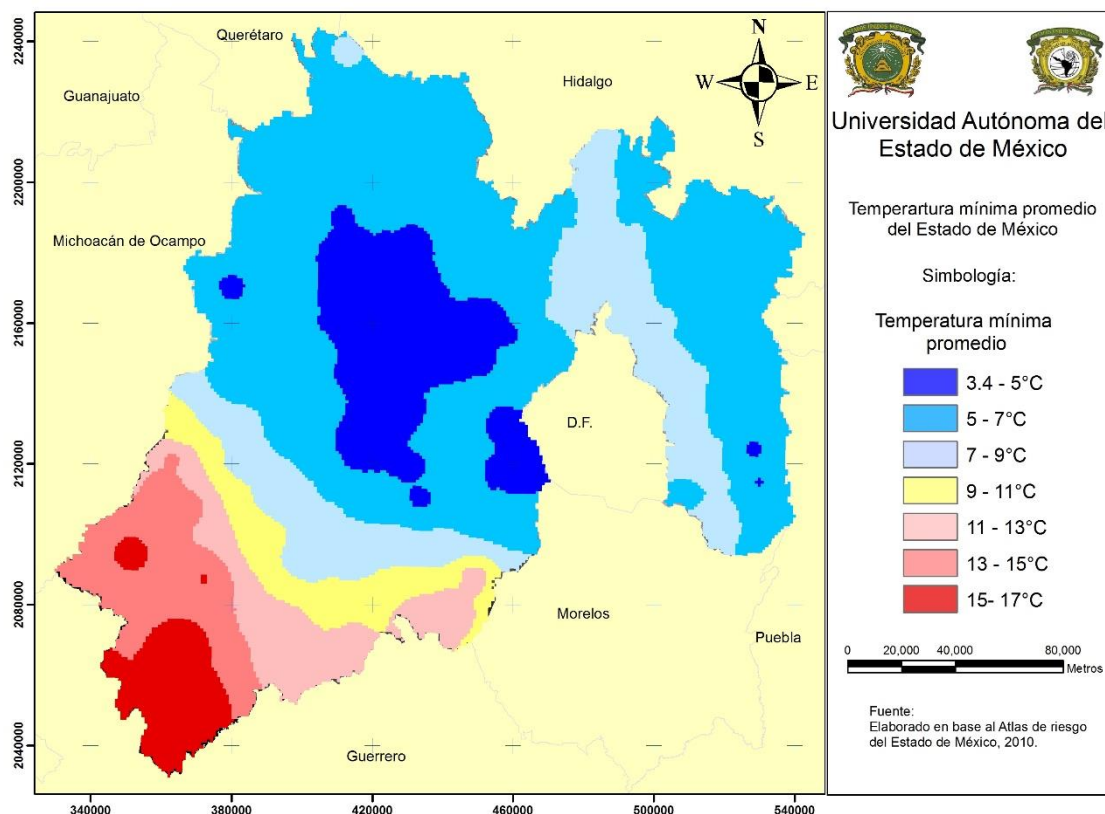 2240000
2200000
2160000
2120000
2080000
2040000
340000
380000
420000
460000
500000
540000
Querétaro
Guanajuato
Hidalgo
Michoacán de Ocampo
D.F.
Morelos
Puebla
Guerrero
N
W
E
S
Universidad Autónoma del
Estado de México
Temperartura mínima promedio
del Estado de México
Simbología:
Temperatura mínima
promedio
3.4 - 5°C
5 - 7°C
7 - 9°C
9 - 11°C
11 - 13°C
13 - 15°C
15- 17°C
0 20,000 40,000 80,000
Metros
Fuente:
Elaborado en base al Atlas de riesgo
del Estado de México, 2010.